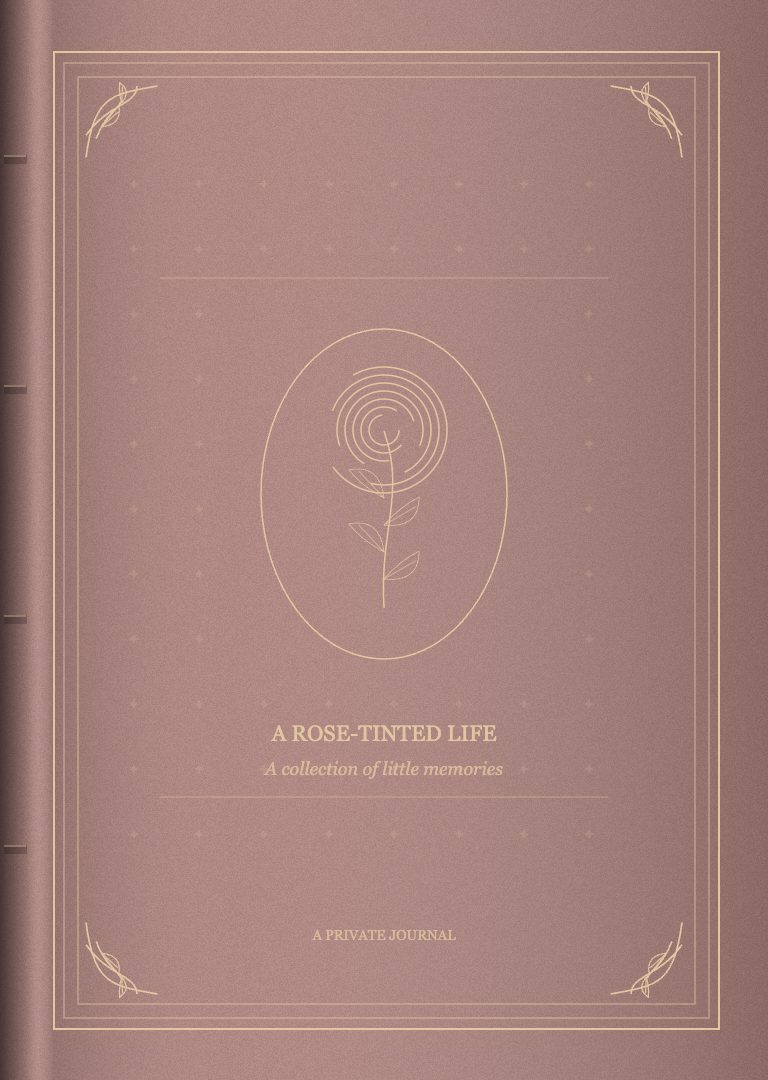 A ROSE-TINTED LIFE
A collection of little memories
A PRIVATE JOURNAL